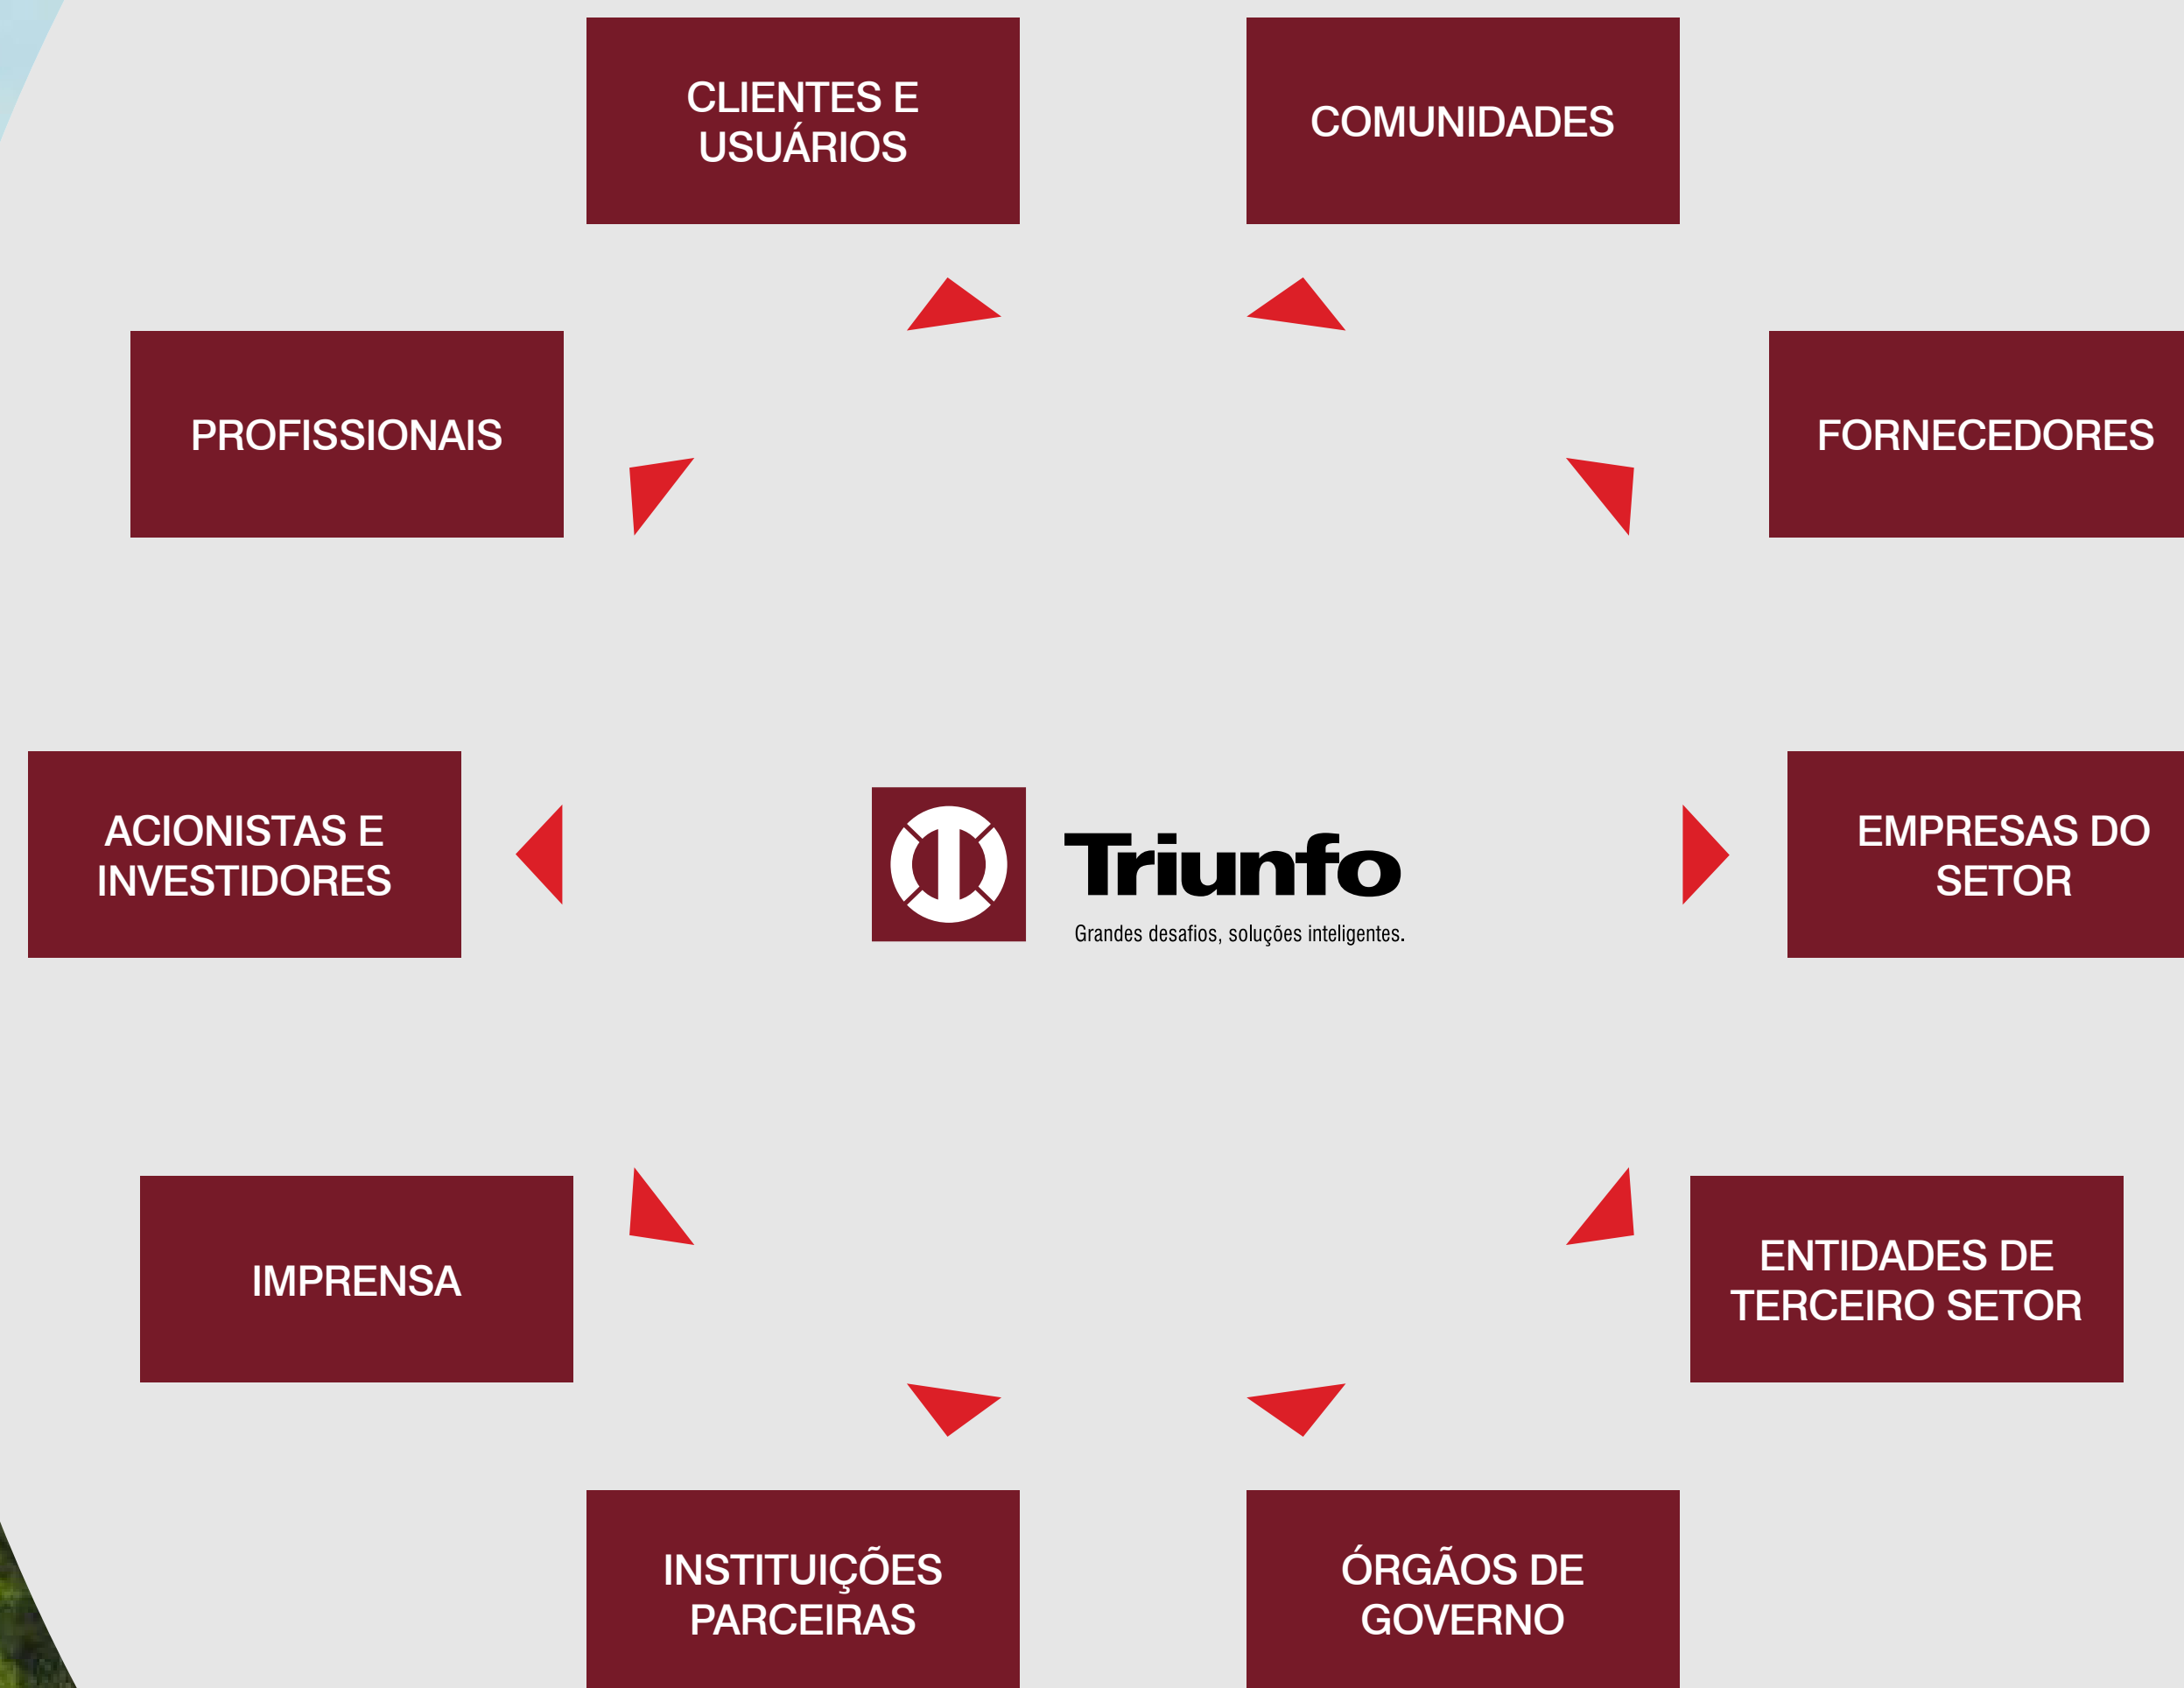 CLIENTES E
USUÁRIOS
COMUNIDADES
PROFISSIONAIS
FORNECEDORES
ACIONISTAS E
INVESTIDORES
Triunfo
Grandes desafios, soluções inteligentes.
EMPRESAS DO
SETOR
IMPRENSA
ENTIDADES DE
TERCEIRO SETOR
INSTITUIÇÕES
PARCEIRAS
ÓRGÃOS DE
GOVERNO